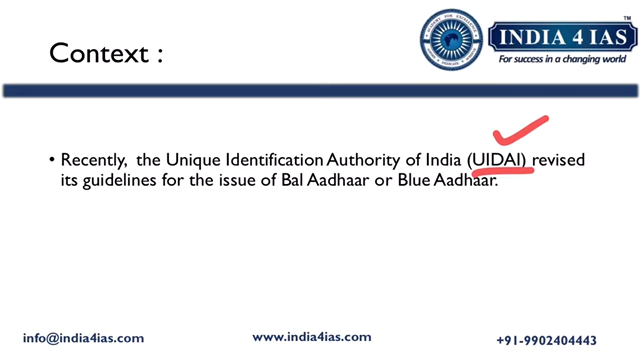 Context :
INDIA 4 IAS
TM
For success in a changing world
• Recently, the Unique Identification Authority of India (UIDAI) revised
its guidelines for the issue of Bal Aadhaar or Blue Aadhaar.
info@india4ias.com
www.india4ias.com
+91-9902404443